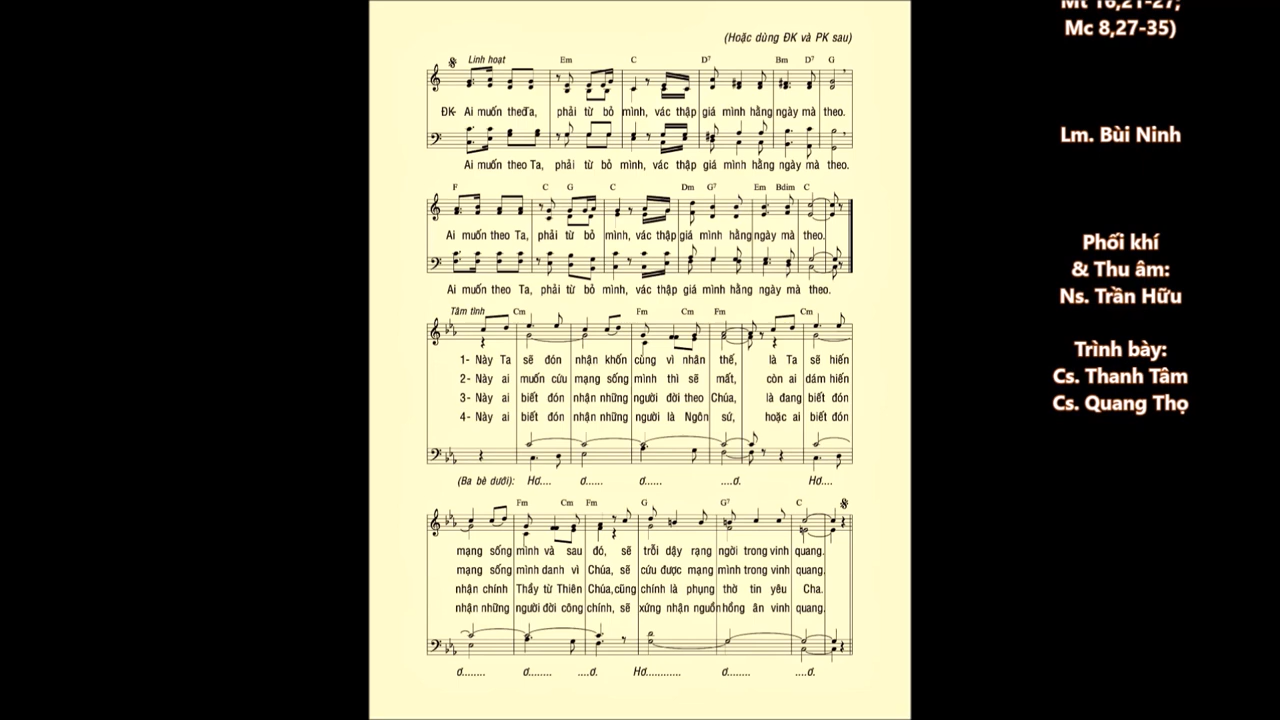 (Hoặc dùng ĐK và PK sau)
Linh hoạt Em C D7 Bm D7 G
ĐK- Ai muốn theo Ta, phải từ bỏ mình, vác thập giá mình hằng ngày mà theo.
Ai muốn theo Ta, phải từ bỏ mình, vác thập giá mình hằng ngày mà theo.
F C G C Dm G7 Em Bdim C
Ai muốn theo Ta, phải từ bỏ mình, vác thập giá mình hằng ngày mà theo.
Ai muốn theo Ta, phải từ bỏ mình, vác thập giá mình hằng ngày mà theo.
Tâm tình Cm Fm Cm Fm Cm
1- Này Ta sẽ đón nhận khốn cùng vì nhân thế, là Ta sẽ hiến
2- Này ai muốn cứu mạng sống mình thì sẽ mất, còn ai dám hiến
3- Này ai biết đón nhận những người đời theo Chúa, là đang biết đón
4- Này ai biết đón nhận những người là Ngôn sứ, hoặc ai biết đón
(Ba bè dưới): Hơ.... ơ...... ơ...... ....ơ. Hơ....
Fm Cm Fm G G7 C
mạng sống mình và sau đó, sẽ trỗi dậy rạng ngời trong vinh quang.
mạng sống mình danh vì Chúa, sẽ cứu được mạng mình trong vinh quang.
nhận chính Thầy từ Thiên Chúa, cũng chính là phụng thờ tin yêu Cha.
nhận những người đời công chính, sẽ xứng nhận nguồn hồng ân vinh quang.
ơ........ ơ........ ....ơ. Hơ............ ơ........ ....ơ.
Mt 16,21-27;
Mc 8,27-35)
Lm. Bùi Ninh
Phối khí
& Thu âm:
Ns. Trần Hữu
Trình bày:
Cs. Thanh Tâm
Cs. Quang Thọ